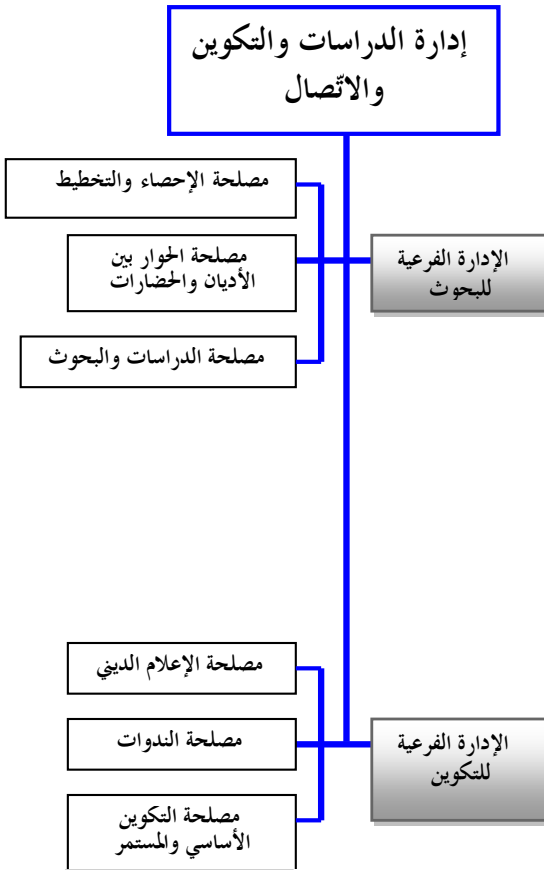 إدارة الدراسات والتكوين
والاتّصال
مصلحة الإحصاء والتخطيط
الإدارة الفرعية
للبحوث
مصلحة الحوار بين
الأديان والحضارات
مصلحة الدراسات والبحوث
مصلحة الإعلام الديني
الإدارة الفرعية
للتكوين
مصلحة الندوات
مصلحة التكوين
الأساسي والمستمر